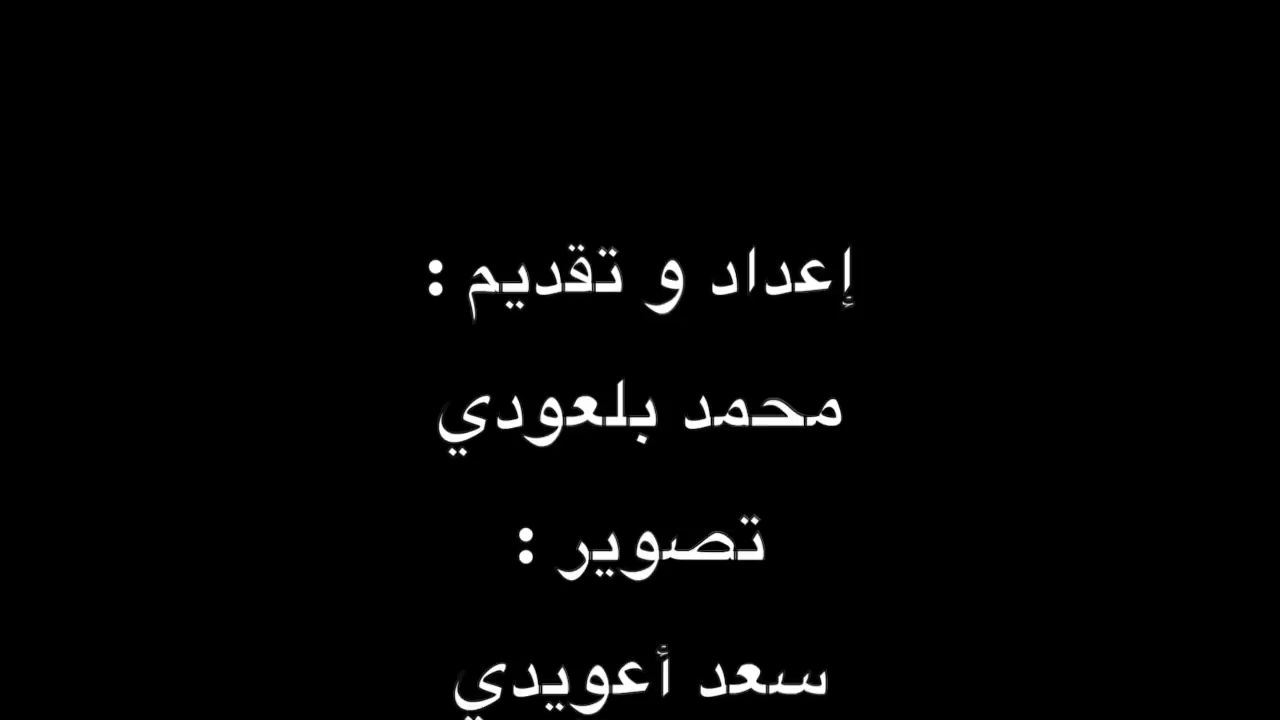 إعداد و تقديم :
محمد بلعودي
تصوير :
سعد أعويدي